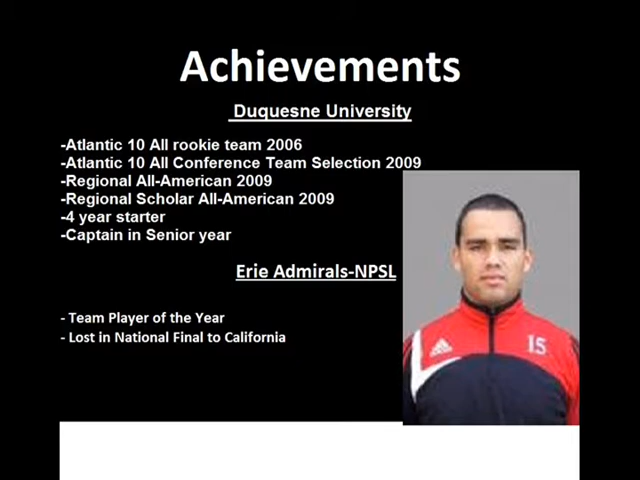 Achievements
Duquesne University
-Atlantic 10 All rookie team 2006
-Atlantic 10 All Conference Team Selection 2009
-Regional All-American 2009
-Regional Scholar All-American 2009
-4 year starter
-Captain in Senior year
Erie Admirals-NPSL
- Team Player of the Year
- Lost in National Final to California
15